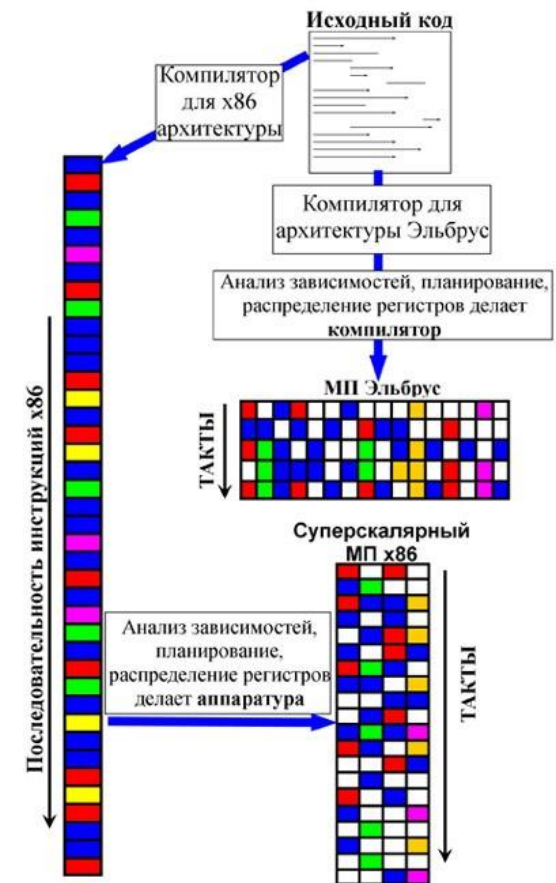 Исходный код
Компилятор
для x86
архитектуры
Компилятор для
архитектуры Эльбрус
Анализ зависимостей, планирование,
распределение регистров делает
компилятор
МП Эльбрус
ТАКТЫ
Последовательность инструкций x86
Суперскалярный
МП x86
Анализ зависимостей,
планирование,
распределение регистров
делает аппаратура
ТАКТЫ